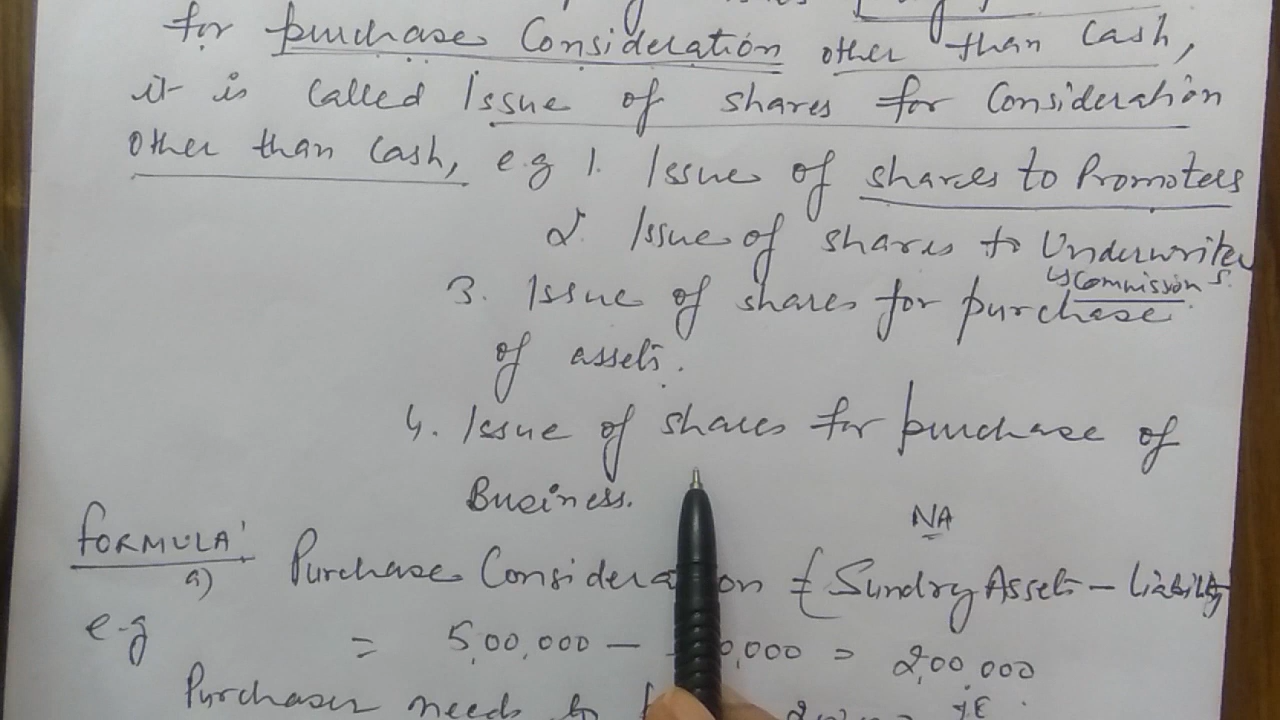 for purchase Consideration other than Cash,
it is Called Issue of shares for Consideration
Other than Cash, e.g 1. Issue of shares to Promoters
2. Issue of shares to Underwriter
↳ Commission
3. Issue of shares for purchase
of assets.
4. Issue of shares for purchase of
Business.
NA
FORMULA:
a) Purchase Consideration = Sundry Assets - Liability
e.g = 5,00,000 - 0,000 = 2,00,000
Purchaser needs to